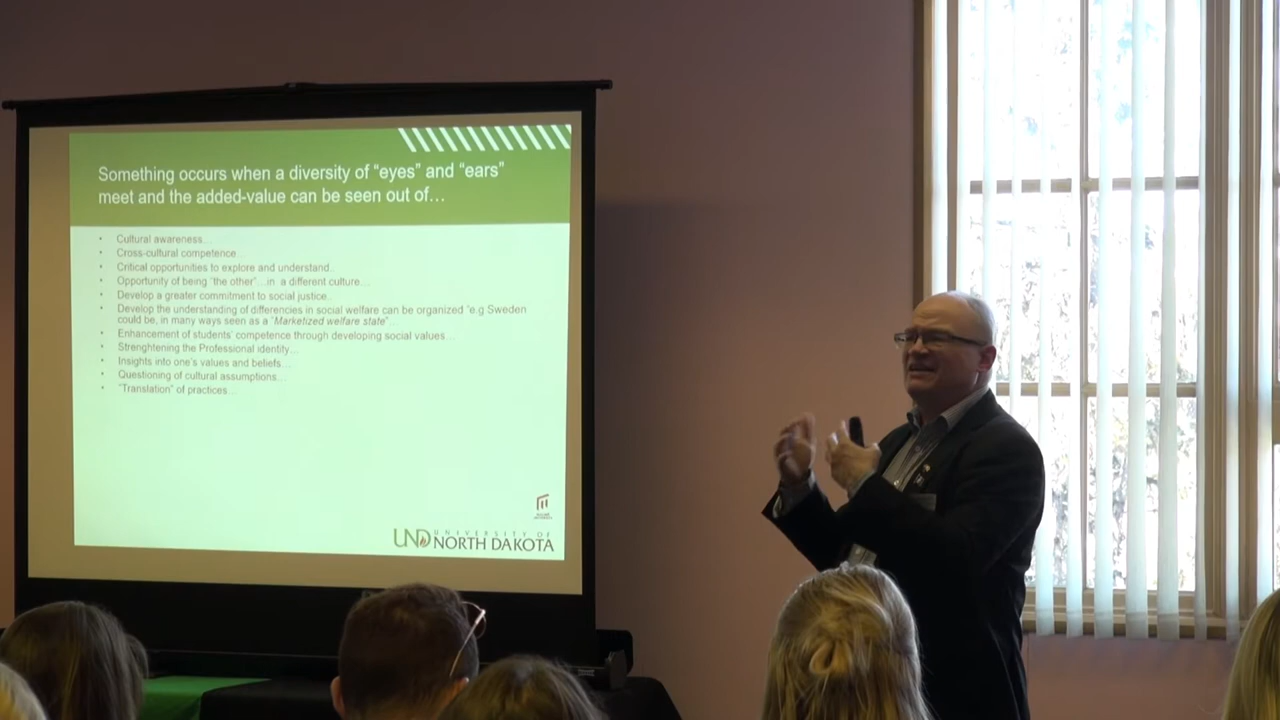 Something occurs when a diversity of “eyes” and “ears”
meet and the added-value can be seen out of…
• Cultural awareness…
• Cross-cultural competence…
• Critical opportunities to explore and understand…
• Opportunity of being “the other”…in a different culture…
• Develop a greater commitment to social justice…
• Develop the understanding of differencies in social welfare can be organized “e.g Sweden
could be, in many ways seen as a “Marketized welfare state”…
• Enhancement of students’ competence through developing social values…
• Strenghtening the Professional identity…
• Insights into one’s values and beliefs…
• Questioning of cultural assumptions…
• “Translation” of practices…
UND UNIVERSITY OF
NORTH DAKOTA